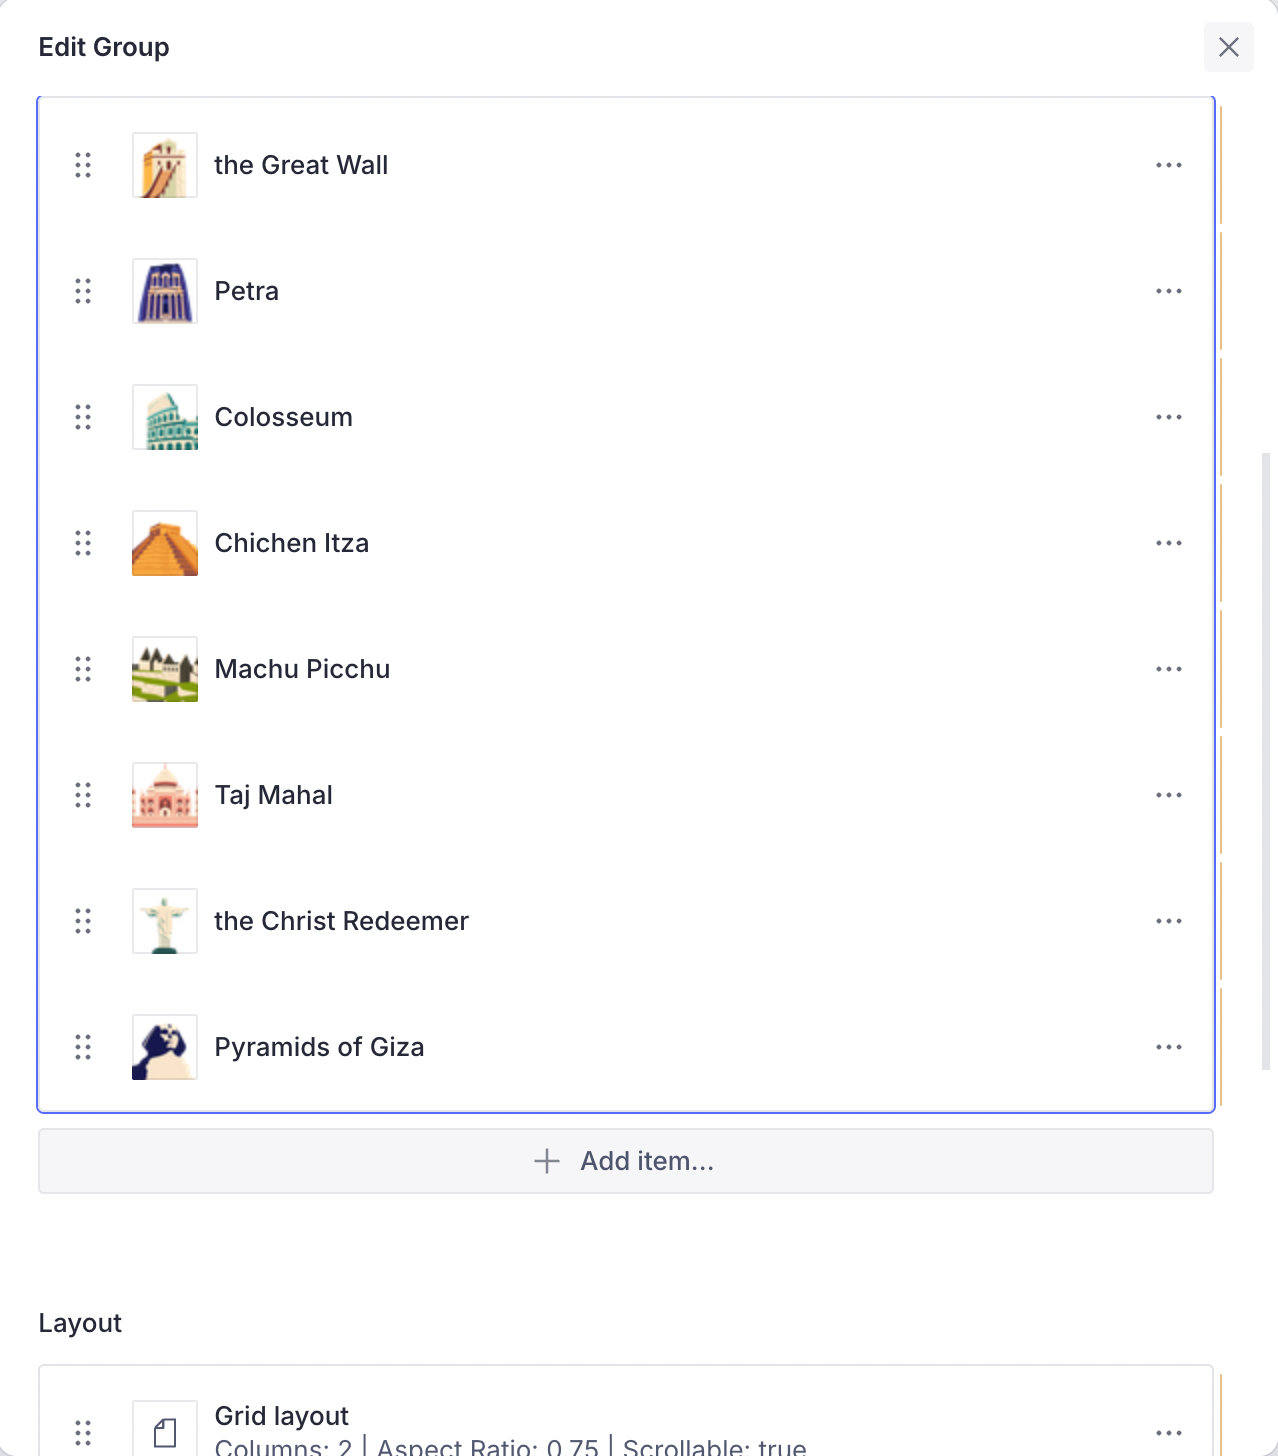 Edit Group
the Great Wall
Petra
Colosseum
Chichen Itza
Machu Picchu
Taj Mahal
the Christ Redeemer
Pyramids of Giza
Add item...
Layout
Grid layout
Columns: 2 | Aspect Ratio: 0.75 | Scrollable: true